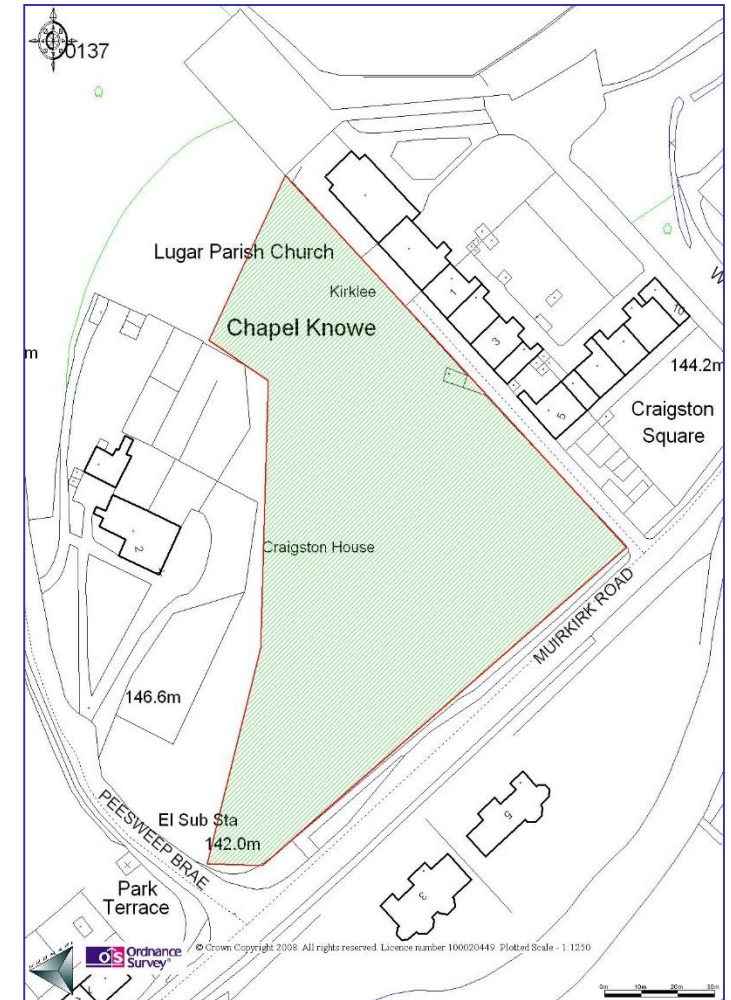 0137
Lugar Parish Church
Kirklee
Chapel Knowe
1
3
5
10
W
m
144.2m
Craigston
Square
2
Craigston House
MUIRKIRK ROAD
146.6m
PEESWEEP BRAE
El Sub Sta
142.0m
5
3
Park
Terrace
Ordnance
Survey®
© Crown Copyright 2008. All rights reserved. Licence number 100020449. Plotted Scale - 1:1250
0m 10m 20m 30m